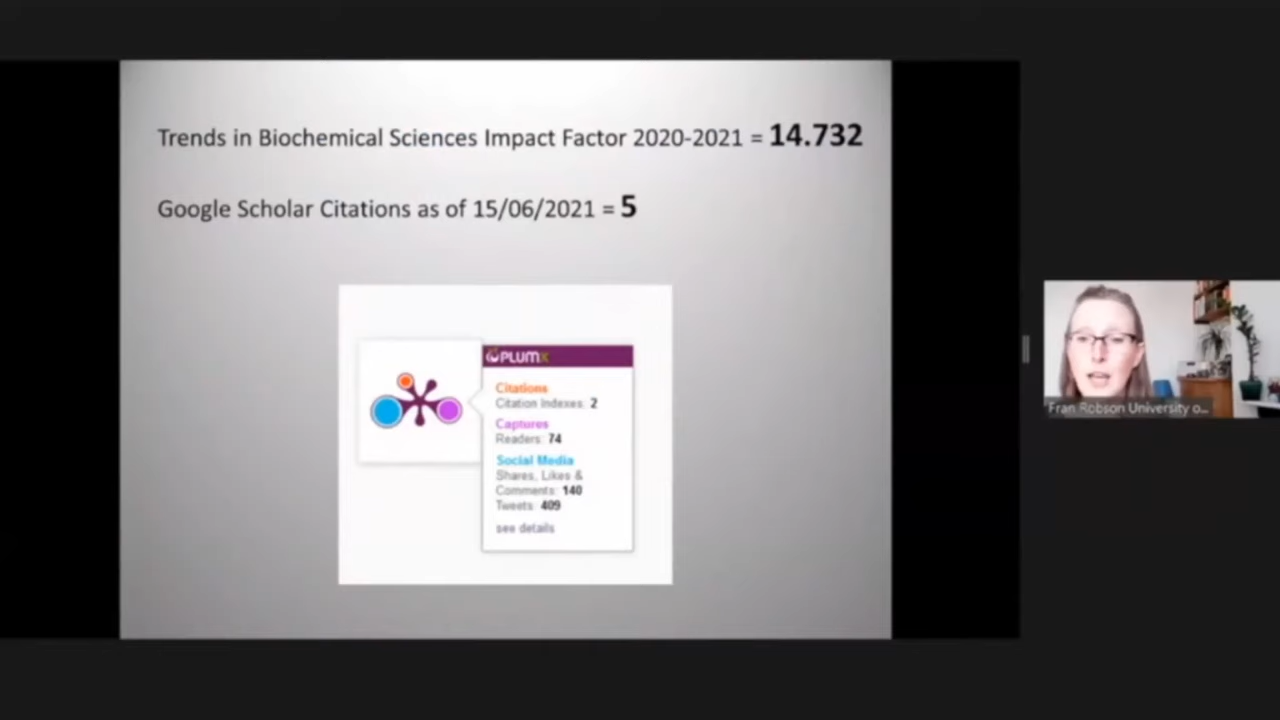 Trends in Biochemical Sciences Impact Factor 2020-2021 = 14.732
Google Scholar Citations as of 15/06/2021 = 5
PLUMX
Citations
Citation Indexes: 2
Captures
Readers: 74
Social Media
Shares, Likes &
Comments: 140
Tweets: 409
see details
Fran Robson University o...